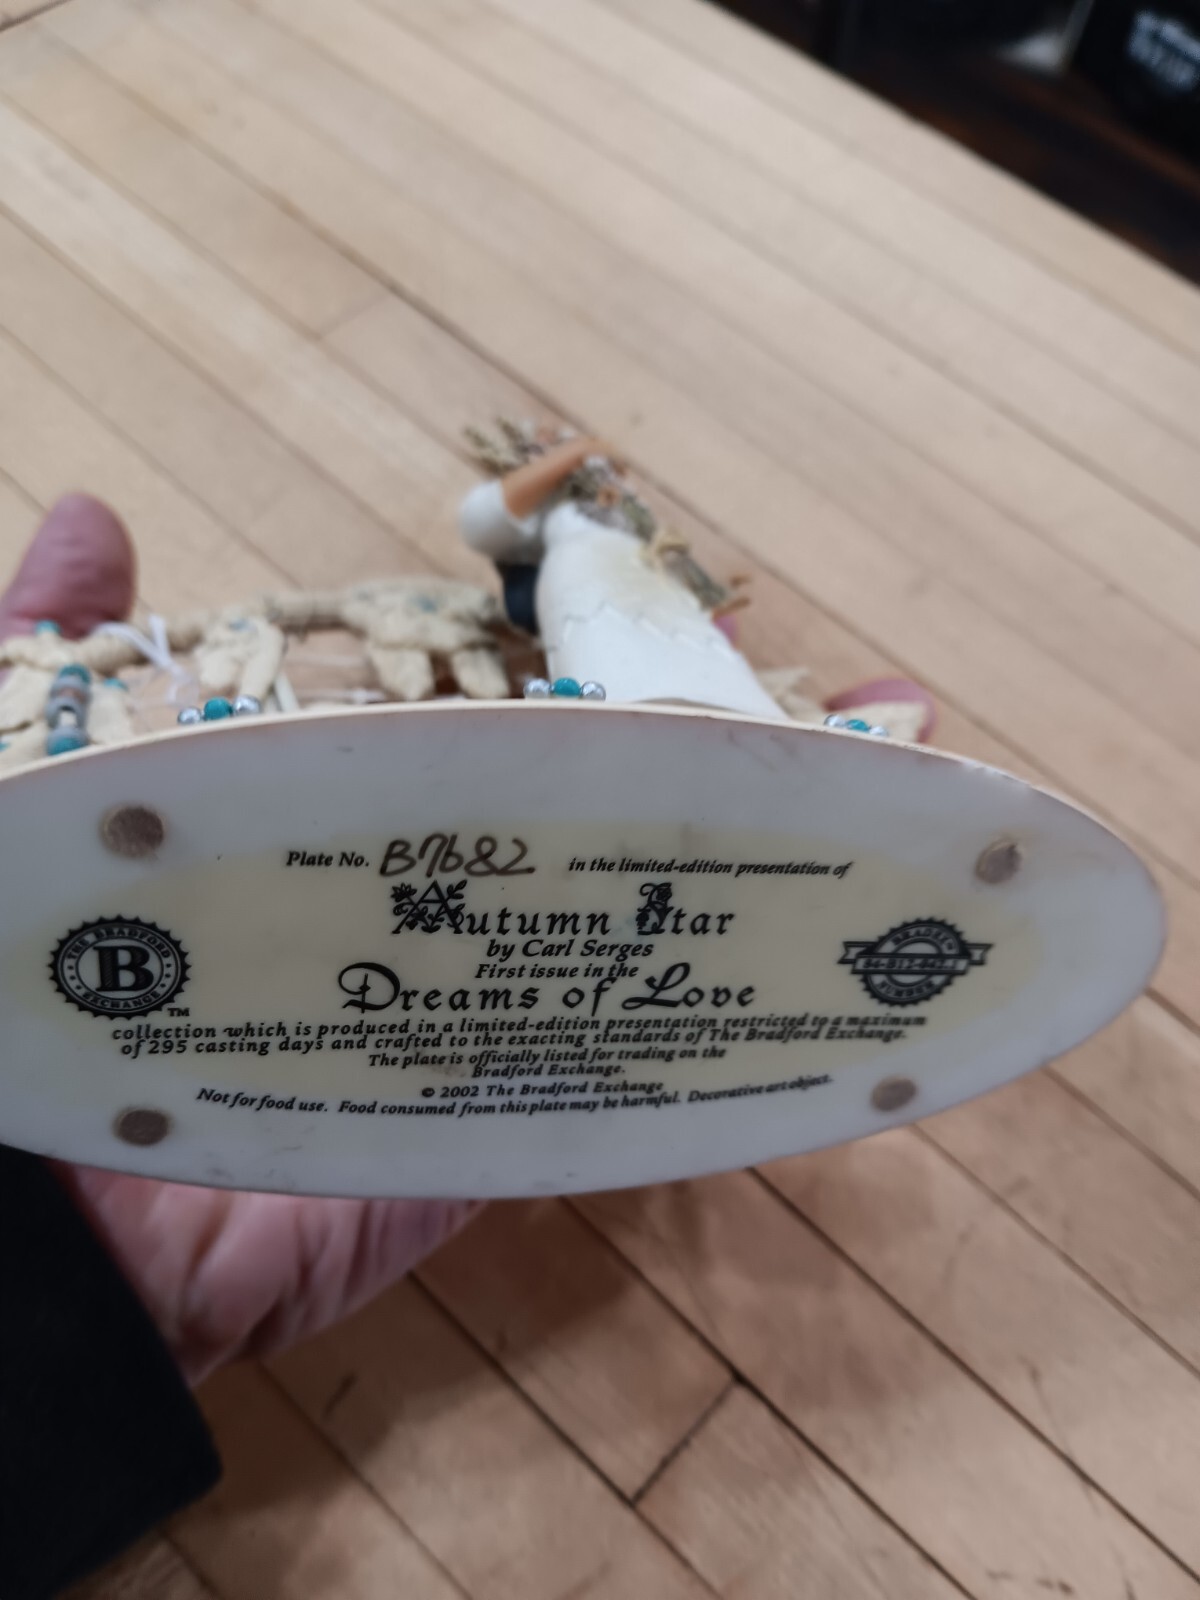 Plate No. B7682 in the limited-edition presentation of
Autumn Star
by Carl Serges
First issue in the
Dreams of Love
collection which is produced in a limited-edition presentation restricted to a maximum
of 295 casting days and crafted to the exacting standards of The Bradford Exchange.
The plate is officially listed for trading on the
Bradford Exchange.
© 2002 The Bradford Exchange
Not for food use. Food consumed from this plate may be harmful. Decorative art object.
THE BRADFORD
B
EXCHANGE
TM
BRADEX
NUMBER